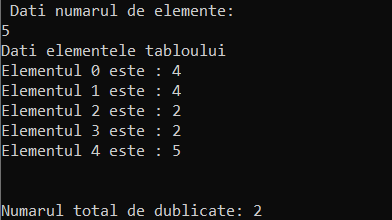 Dati numarul de elemente:
5
Dati elementele tabloului
Elementul 0 este : 4
Elementul 1 este : 4
Elementul 2 este : 2
Elementul 3 este : 2
Elementul 4 este : 5
Numarul total de dublicate: 2